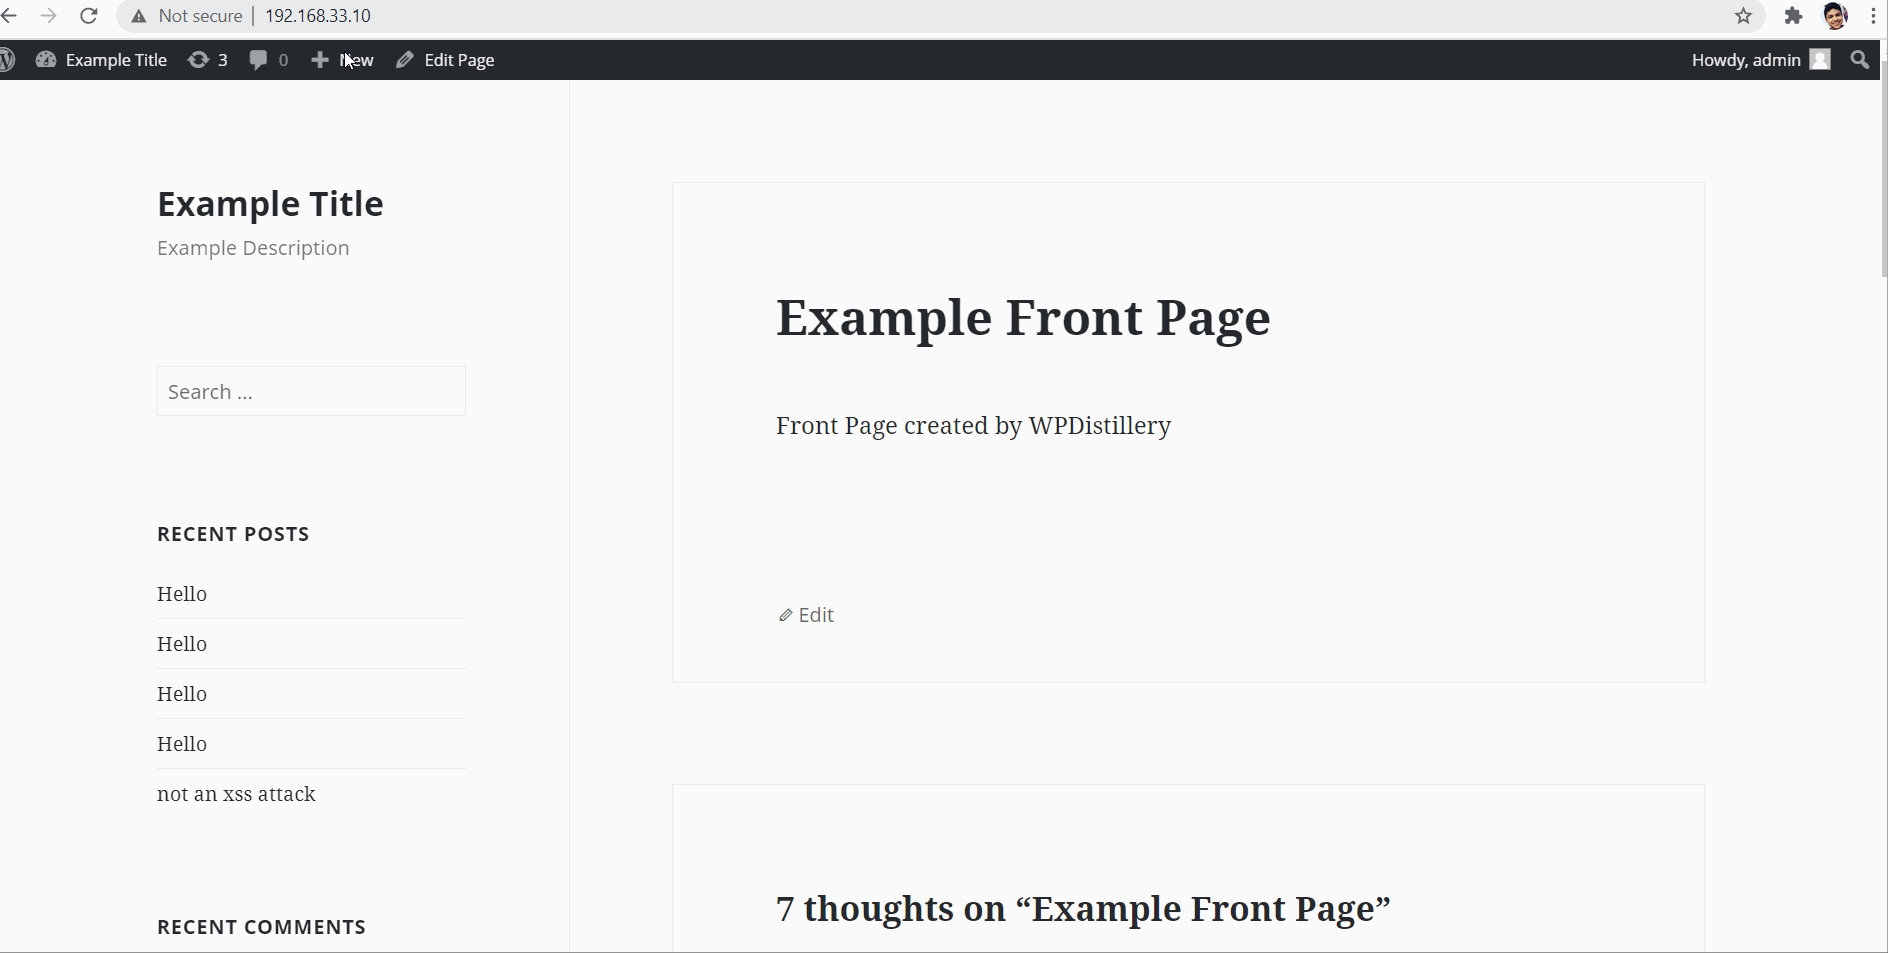 Not secure | 192.168.33.10
Example Title 3 0 New Edit Page Howdy, admin
Example Title
Example Description
Search ...
RECENT POSTS
Hello
Hello
Hello
Hello
not an xss attack
RECENT COMMENTS
Example Front Page
Front Page created by WPDistillery
Edit
7 thoughts on “Example Front Page”